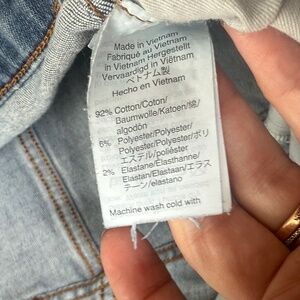 Made in Vietnam
Fabriqué au Vietnam
in Vietnam Hergestellt
Vervaardigd in Viëtnam
ベトナム製
Hecho en Vietnam
92% Cotton/Coton/
Baumwolle/Katoen/綿/
algodón
6% Polyester/Polyester/
Polyester/Polyester/ポリ
エステル/poliéster
2% Elastane/Élasthanne/
Elastan/Elastaan/エラス
テーン/elastano
Machine wash cold with